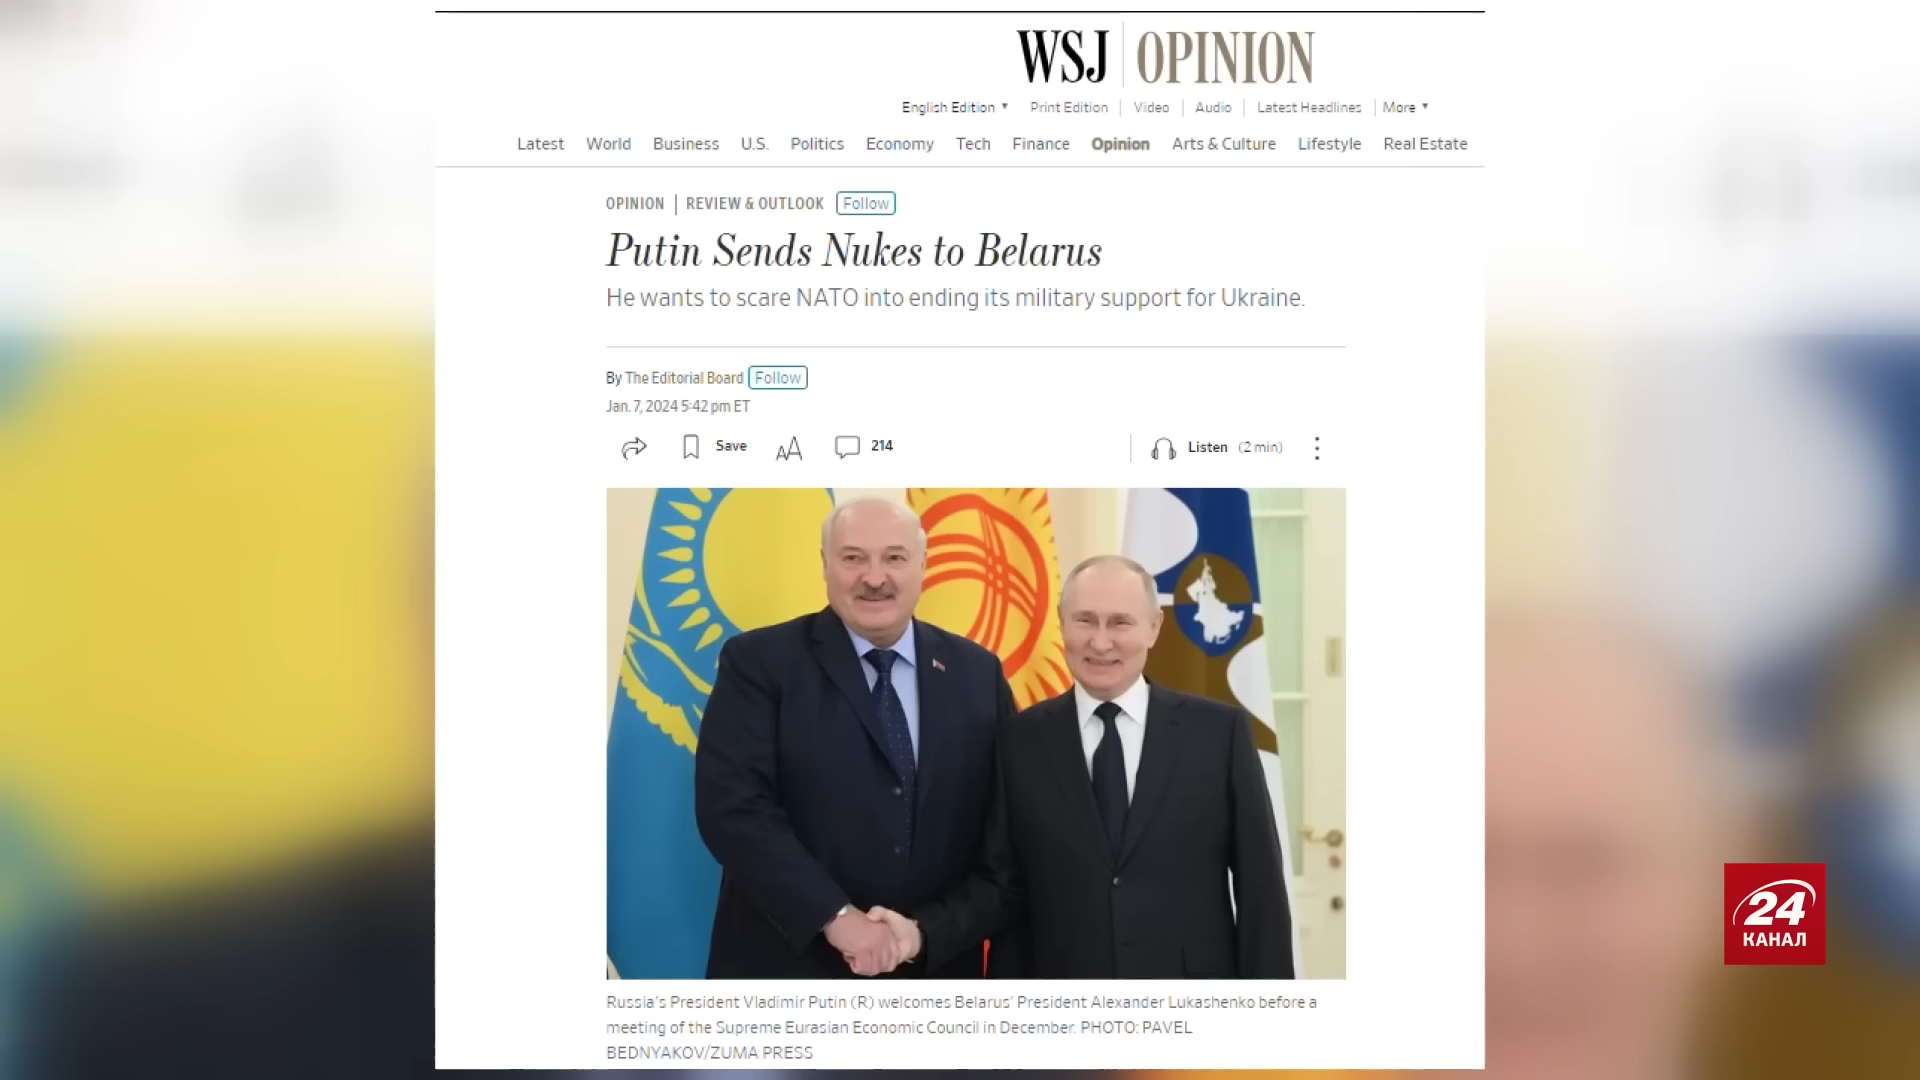 WSJ OPINION
English Edition Print Edition Video Audio Latest Headlines More
Latest World Business U.S. Politics Economy Tech Finance Opinion Arts & Culture Lifestyle Real Estate
OPINION | REVIEW & OUTLOOK Follow
Putin Sends Nukes to Belarus
He wants to scare NATO into ending its military support for Ukraine.
By The Editorial Board Follow
Jan. 7, 2024 5:42 pm ET
Save AA 214 Listen (2 min)
Russia's President Vladimir Putin (R) welcomes Belarus' President Alexander Lukashenko before a
meeting of the Supreme Eurasian Economic Council in December. PHOTO: PAVEL
BEDNYAKOV/ZUMA PRESS
24
КАНАЛ